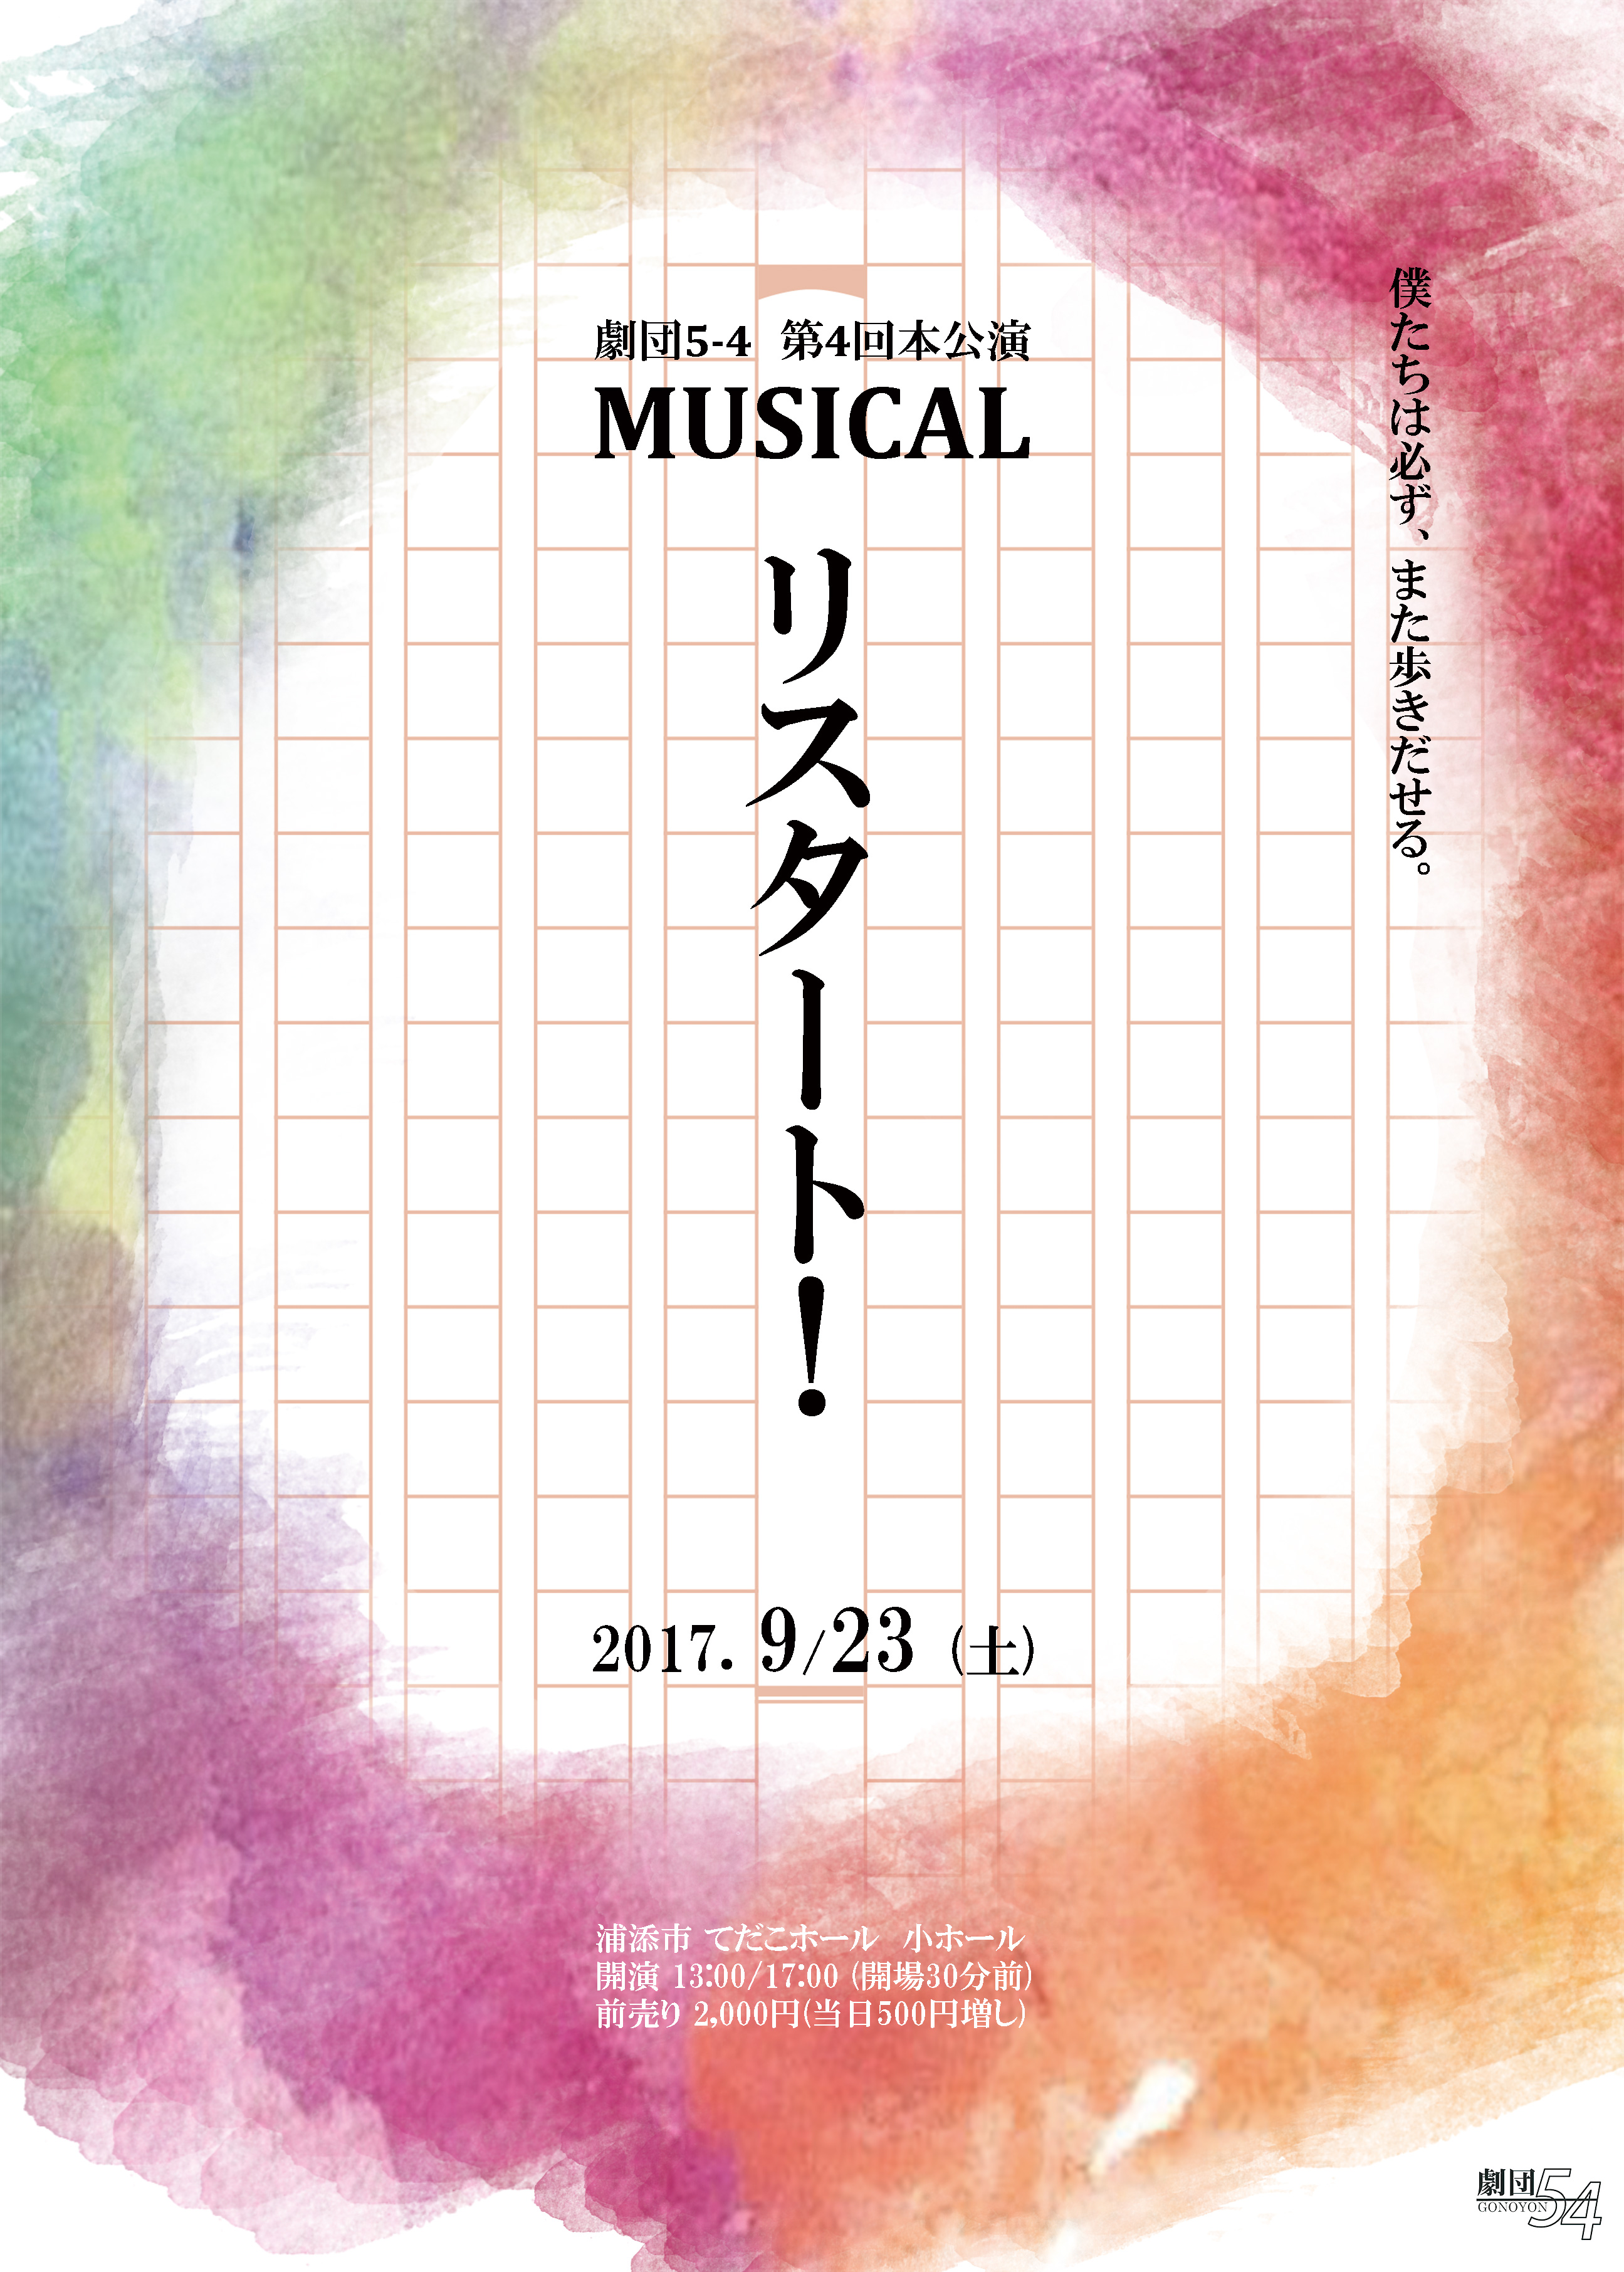 僕たちは必ず、また歩きだせる。
劇団5-4 第4回本公演
MUSICAL
リスタート！
2017. 9/23 (土)
浦添市 てだこホール 小ホール
開演 13:00/17:00 (開場30分前)
前売り 2,000円(当日500円増し)
劇団54
GONOYON